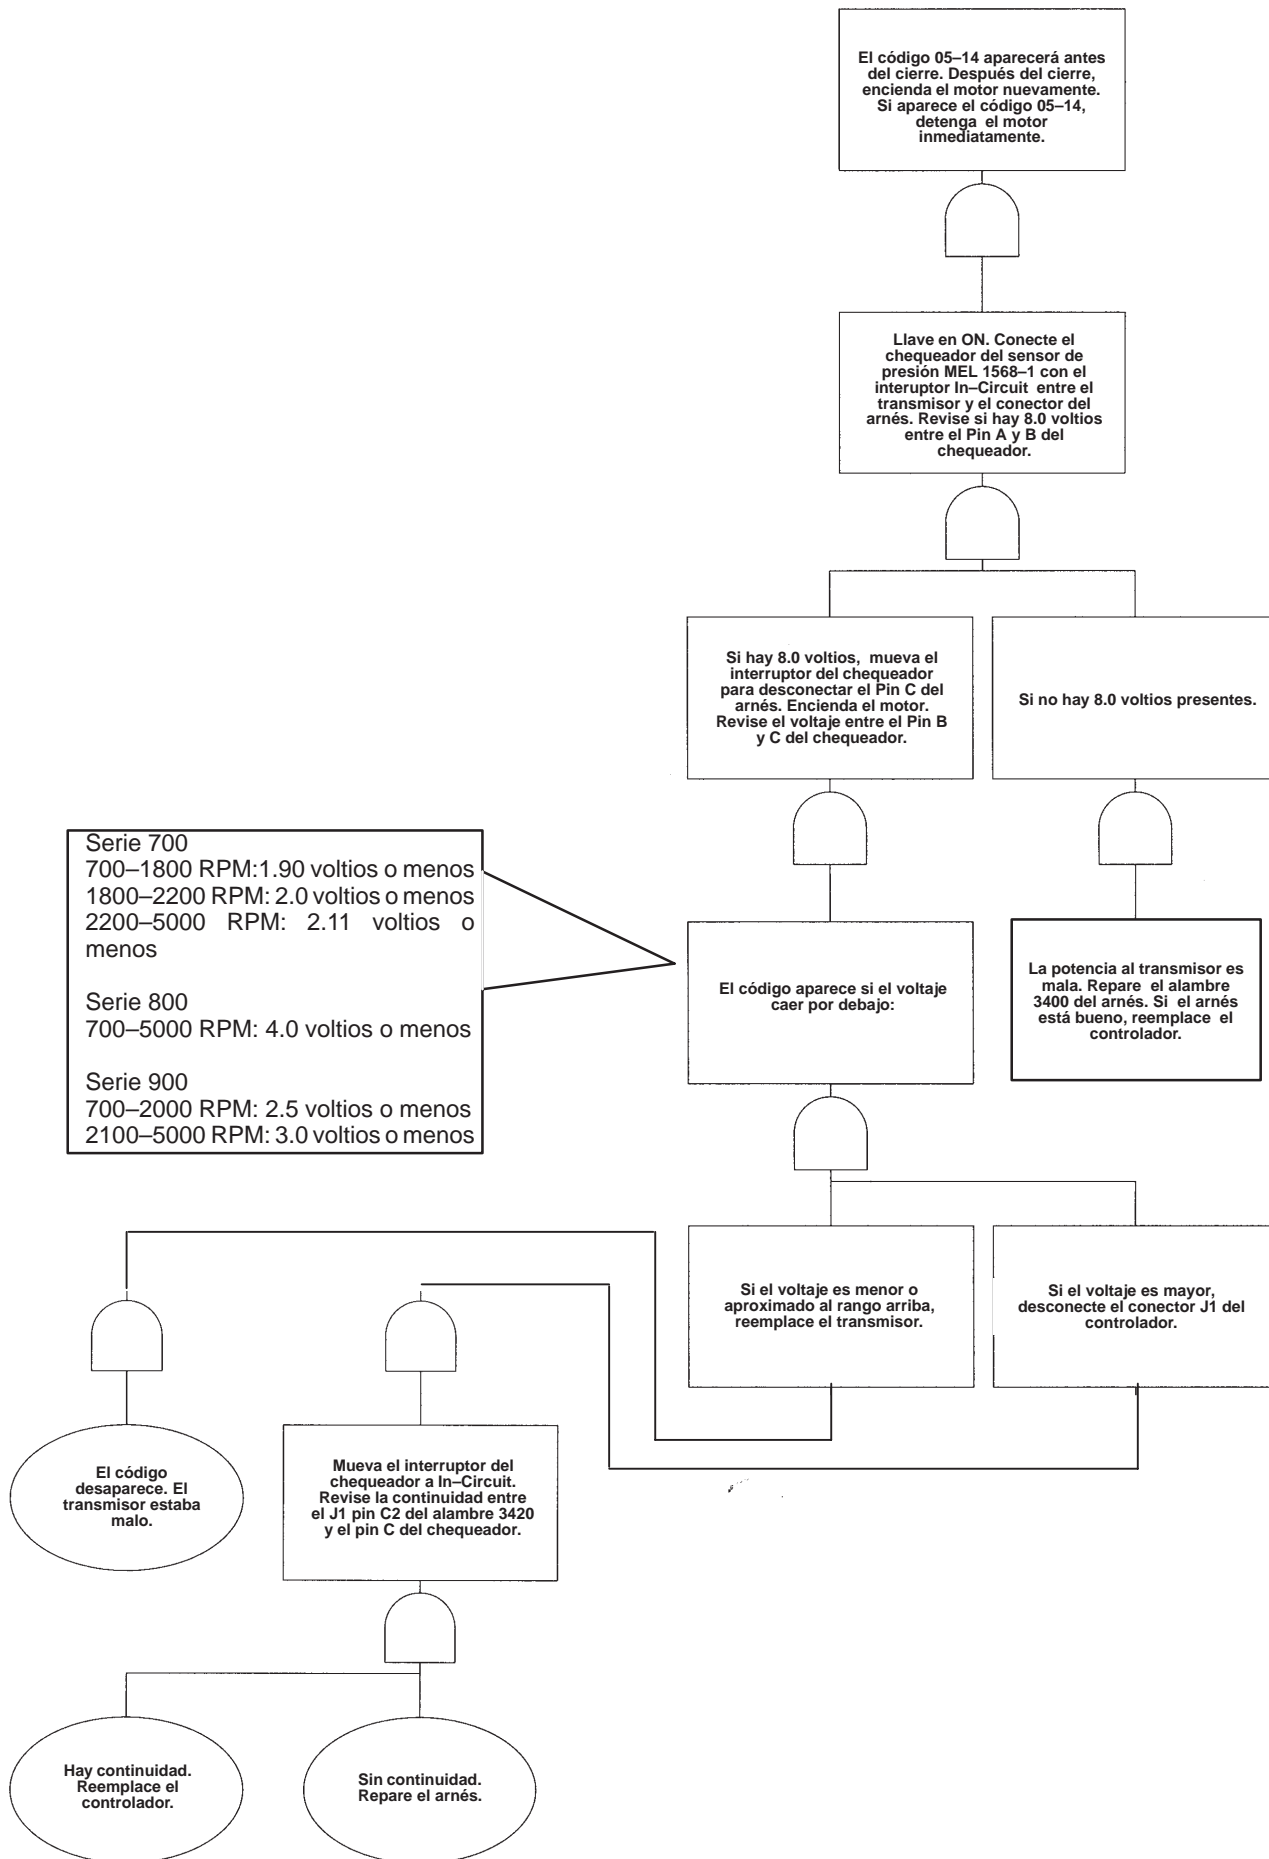 El código 05–14 aparecerá antes
del cierre. Después del cierre,
encienda el motor nuevamente.
Si aparece el código 05–14,
detenga el motor
inmediatamente.
Llave en ON. Conecte el
chequeador del sensor de
presión MEL 1568–1 con el
interuptor In–Circuit entre el
transmisor y el conector del
arnés. Revise si hay 8.0 voltios
entre el Pin A y B del
chequeador.
Si hay 8.0 voltios, mueva el
interruptor del chequeador
para desconectar el Pin C del
arnés. Encienda el motor.
Revise el voltaje entre el Pin B
y C del chequeador.
Si no hay 8.0 voltios presentes.
Serie 700
700–1800 RPM:1.90 voltios o menos
1800–2200 RPM: 2.0 voltios o menos
2200–5000 RPM: 2.11 voltios o
menos
Serie 800
700–5000 RPM: 4.0 voltios o menos
Serie 900
700–2000 RPM: 2.5 voltios o menos
2100–5000 RPM: 3.0 voltios o menos
El código aparece si el voltaje
caer por debajo:
La potencia al transmisor es
mala. Repare el alambre
3400 del arnés. Si el arnés
está bueno, reemplace el
controlador.
Si el voltaje es menor o
aproximado al rango arriba,
reemplace el transmisor.
Si el voltaje es mayor,
desconecte el conector J1 del
controlador.
El código
desaparece. El
transmisor estaba
malo.
Mueva el interruptor del
chequeador a In–Circuit.
Revise la continuidad entre
el J1 pin C2 del alambre 3420
y el pin C del chequeador.
Hay continuidad.
Reemplace el
controlador.
Sin continuidad.
Repare el arnés.